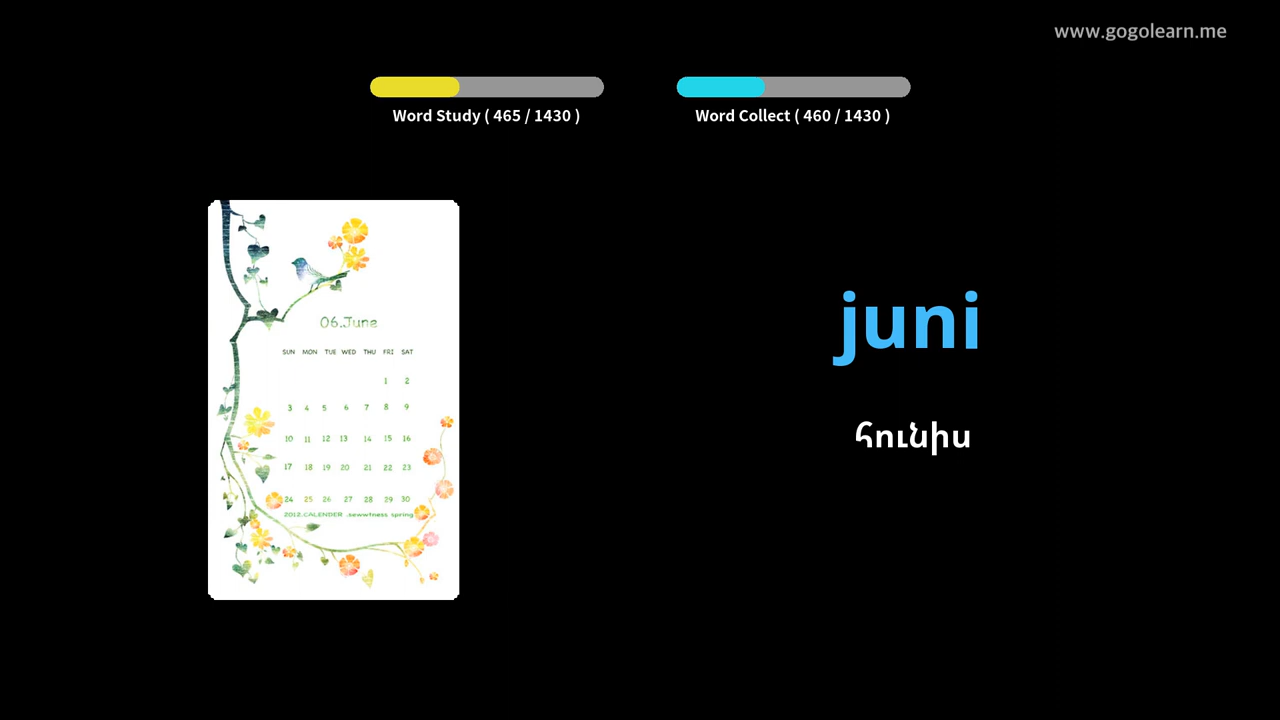 www.gogolearn.me
Word Study ( 465 / 1430 )
Word Collect ( 460 / 1430 )
06.June
SUN MON TUE WED THU FRI SAT
1 2
3 4 5 6 7 8 9
10 11 12 13 14 15 16
17 18 19 20 21 22 23
24 25 26 27 28 29 30
2012.CALENDER .sewwtness spring
juni
հունիս